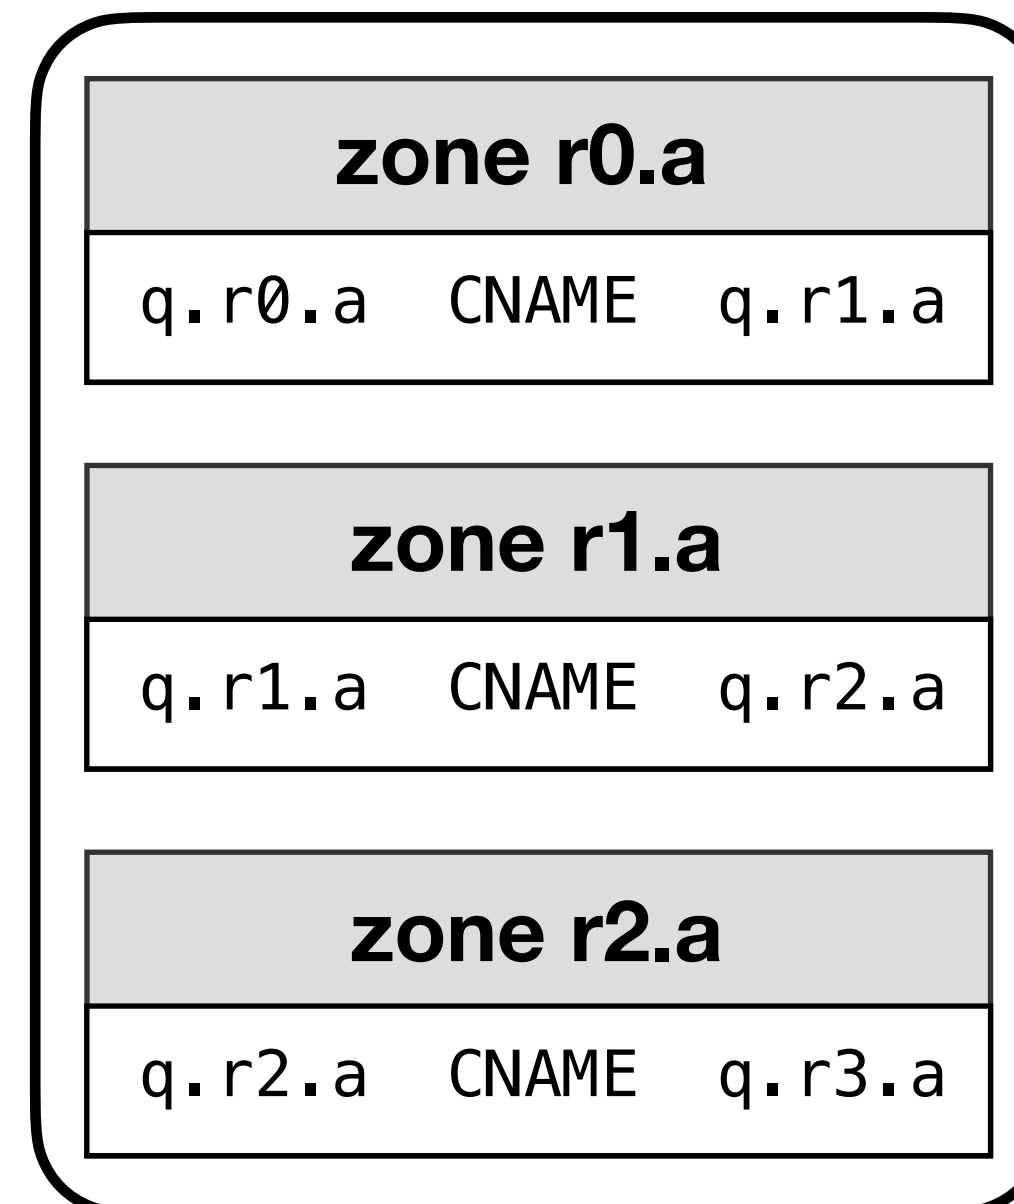 zone r0.a
q.r0.a CNAME q.r1.a
zone r1.a
q.r1.a CNAME q.r2.a
zone r2.a
q.r2.a CNAME q.r3.a